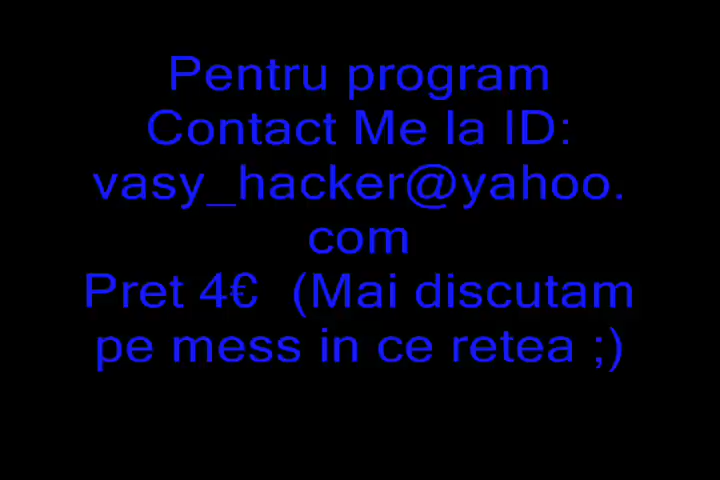 Pentru program
Contact Me la ID:
vasy_hacker@yahoo.
com
Pret 4€  (Mai discutam
pe mess in ce retea ;)